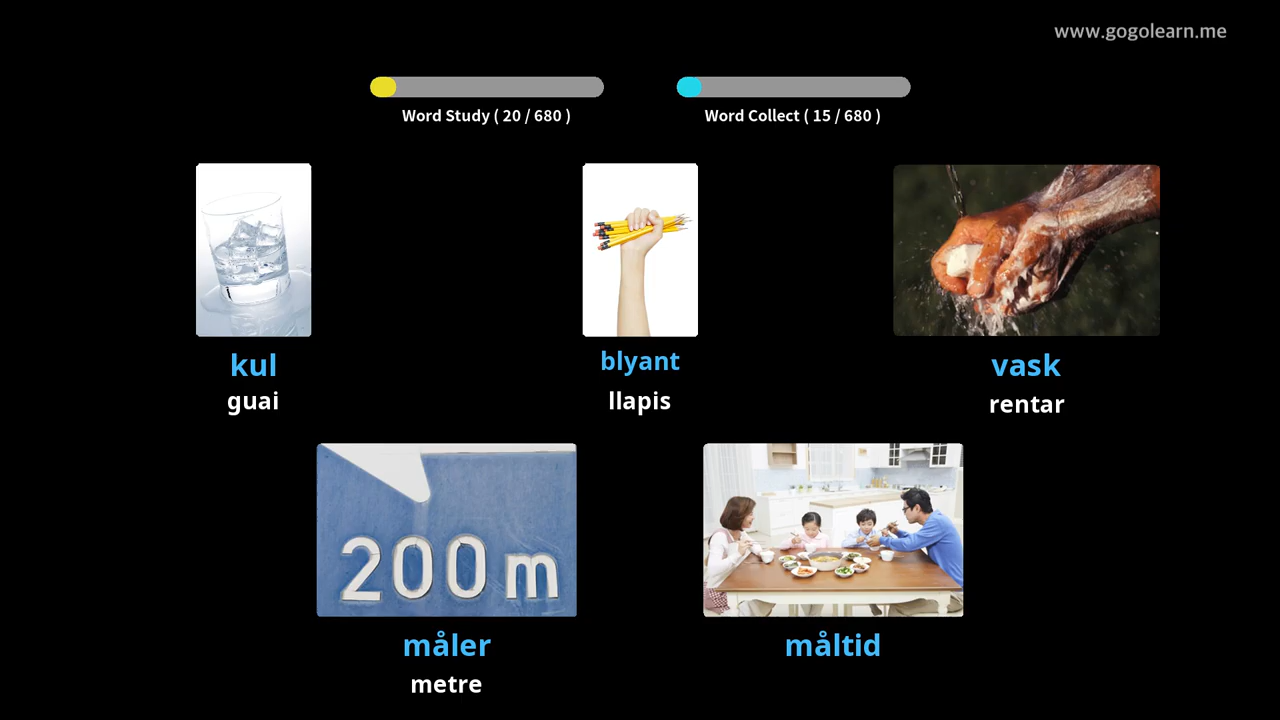 www.gogolearn.me
Word Study ( 20 / 680 )
Word Collect ( 15 / 680 )
kul
guai
blyant
llapis
vask
rentar
200 m
måler
metre
måltid